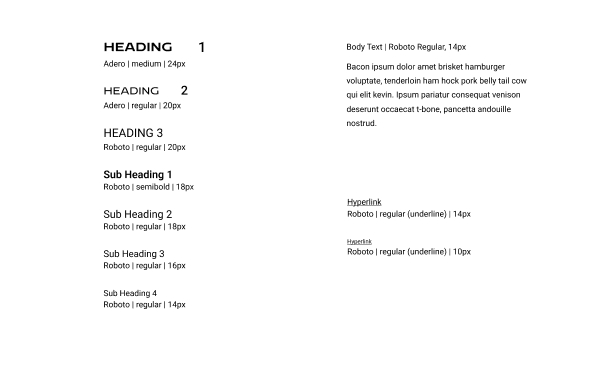 HEADING 1
Adero | medium | 24px
HEADING 2
Adero | regular | 20px
HEADING 3
Roboto | regular | 20px
Sub Heading 1
Roboto | semibold | 18px
Sub Heading 2
Roboto | regular | 18px
Sub Heading 3
Roboto | regular | 16px
Sub Heading 4
Roboto | regular | 14px
Body Text | Roboto Regular, 14px
Bacon ipsum dolor amet brisket hamburger
voluptate, tenderloin ham hock pork belly tail cow
qui elit kevin. Ipsum pariatur consequat venison
deserunt occaecat t-bone, pancetta andouille
nostrud.
Hyperlink
Roboto | regular (underline) | 14px
Hyperlink
Roboto | regular (underline) | 10px